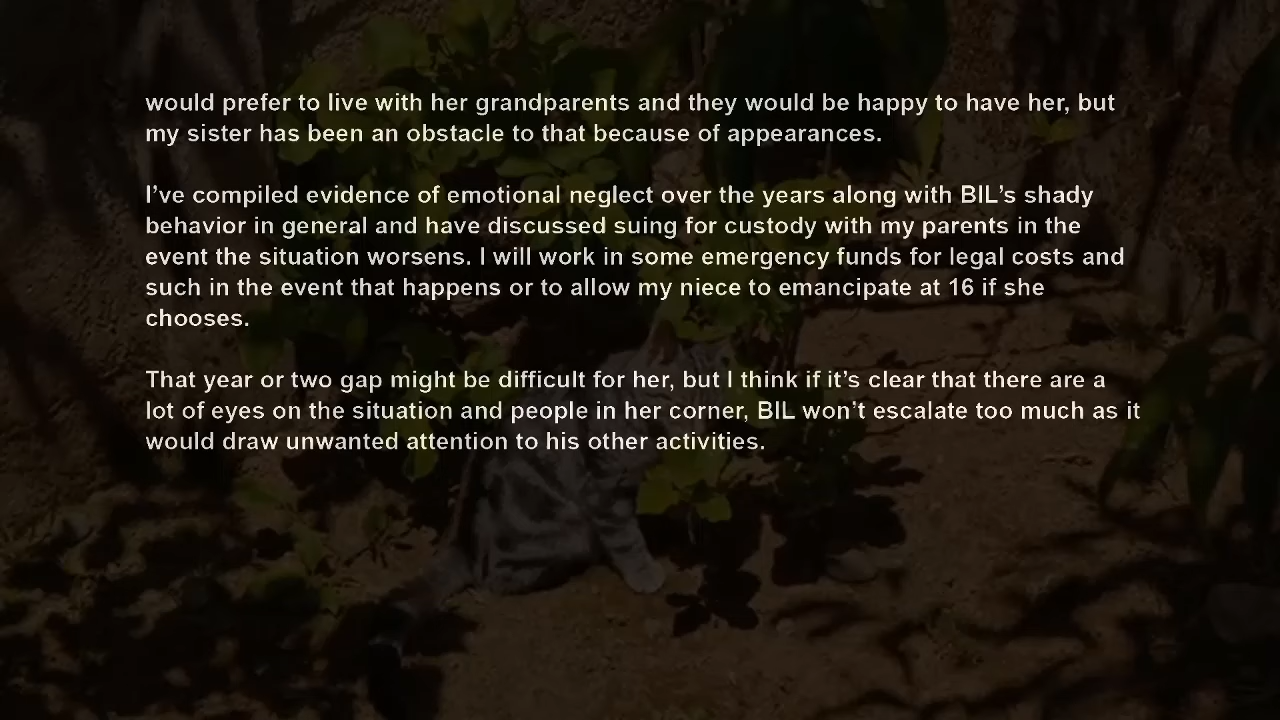 would prefer to live with her grandparents and they would be happy to have her, but
my sister has been an obstacle to that because of appearances.
I’ve compiled evidence of emotional neglect over the years along with BIL’s shady
behavior in general and have discussed suing for custody with my parents in the
event the situation worsens. I will work in some emergency funds for legal costs and
such in the event that happens or to allow my niece to emancipate at 16 if she
chooses.
That year or two gap might be difficult for her, but I think if it’s clear that there are a
lot of eyes on the situation and people in her corner, BIL won’t escalate too much as it
would draw unwanted attention to his other activities.